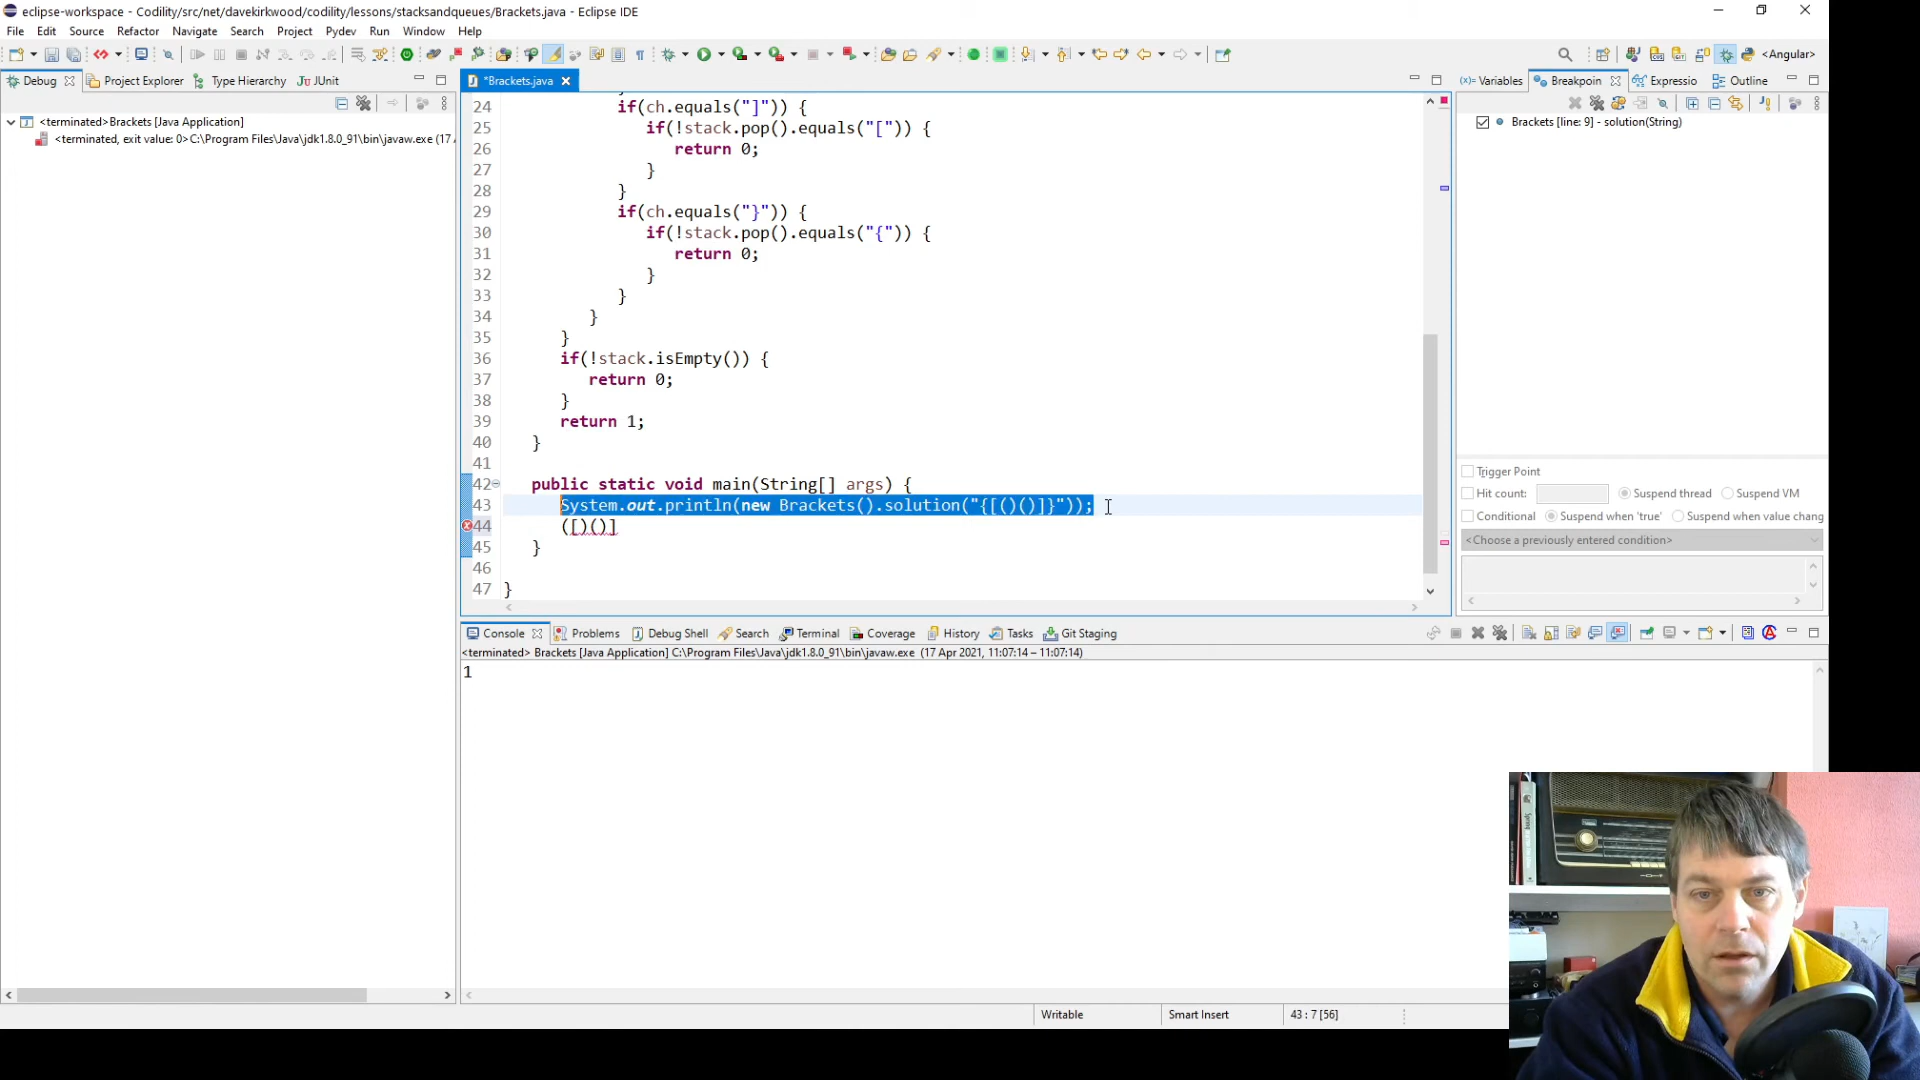 eclipse-workspace - Codility/src/net/davekirkwood/codility/lessons/stacksandqueues/Brackets.java - Eclipse IDE
File Edit Source Refactor Navigate Search Project Pydev Run Window Help
<Angular>
Debug Project Explorer Type Hierarchy JUnit
*Brackets.java
(x)= Variables Breakpoin Expressio Outline
<terminated>Brackets [Java Application]
<terminated, exit value: 0>C:\Program Files\Java\jdk1.8.0_91\bin\javaw.exe (17
Brackets [line: 9] - solution(String)
24 if(ch.equals("]")) {
25 if(!stack.pop().equals("[")) {
26 return 0;
27 }
28 }
29 if(ch.equals("}")) {
30 if(!stack.pop().equals("{")) {
31 return 0;
32 }
33 }
34 }
35 }
36 if(!stack.isEmpty()) {
37 return 0;
38 }
39 return 1;
40 }
41
42 public static void main(String[] args) {
43 System.out.println(new Brackets().solution("{[()()]}"));
44 ([)()]
45 }
46
47 }
Trigger Point
Hit count: Suspend thread Suspend VM
Conditional Suspend when 'true' Suspend when value chang
<Choose a previously entered condition>
Console Problems Debug Shell Search Terminal Coverage History Tasks Git Staging
<terminated> Brackets [Java Application] C:\Program Files\Java\jdk1.8.0_91\bin\javaw.exe (17 Apr 2021, 11:07:14 – 11:07:14)
1
Writable Smart Insert 43 : 7 [56]